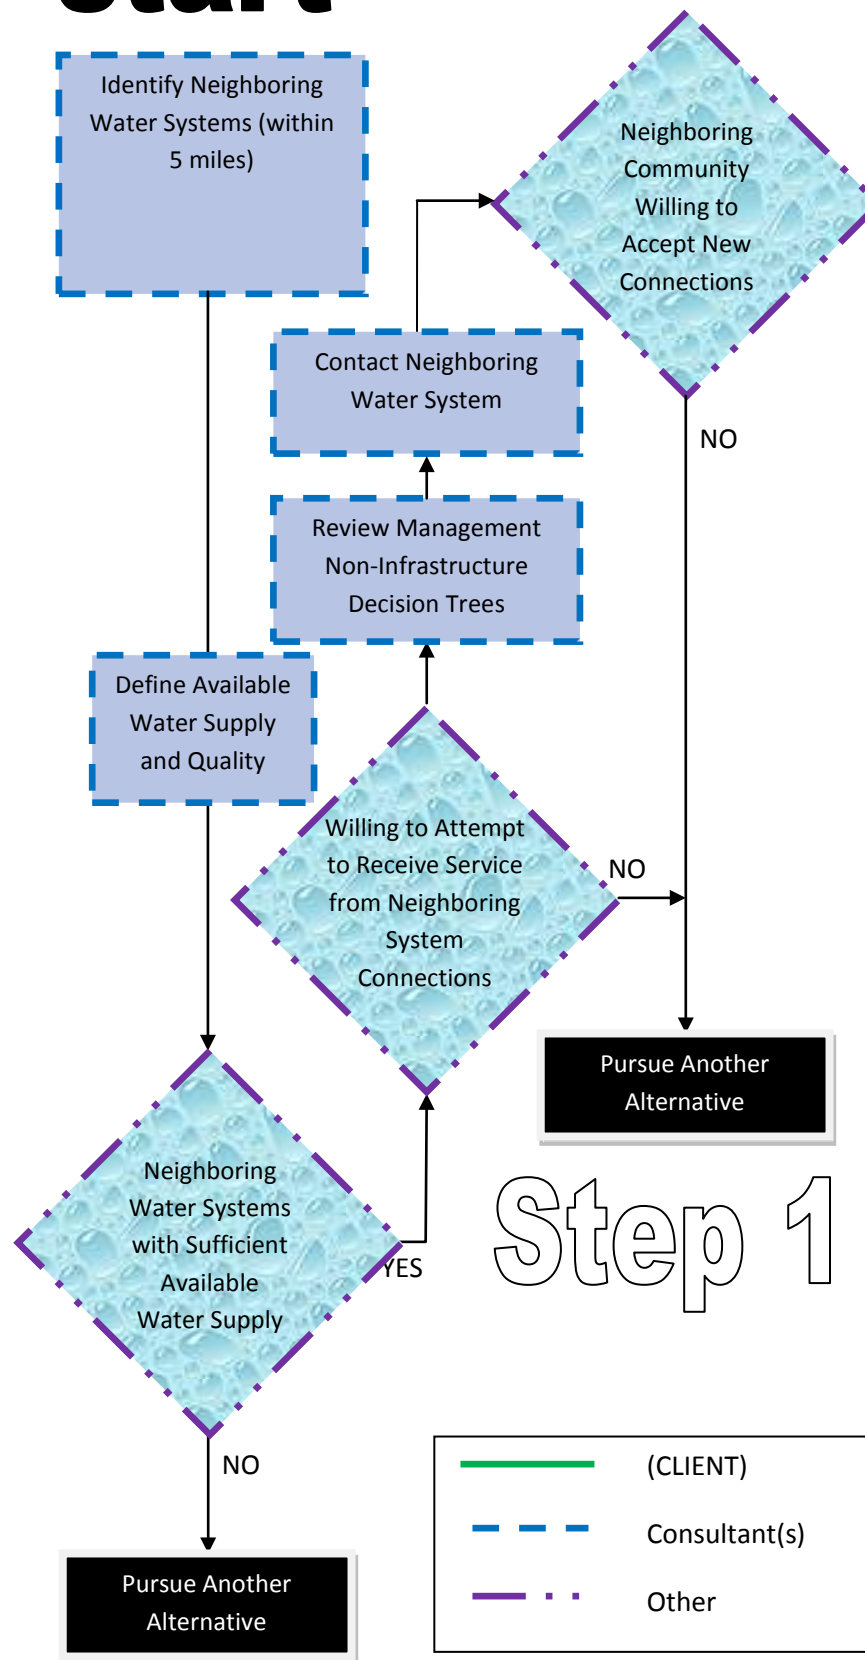 Start
Identify Neighboring
Water Systems (within
5 miles)
Neighboring
Community
Willing to
Accept New
Connections
Contact Neighboring
Water System
NO
Review Management
Non-Infrastructure
Decision Trees
Define Available
Water Supply
and Quality
Willing to Attempt
to Receive Service
from Neighboring
System
Connections
NO
Pursue Another
Alternative
Neighboring
Water Systems
with Sufficient
Available
Water Supply
YES
Step 1
NO
Pursue Another
Alternative
(CLIENT)
Consultant(s)
Other